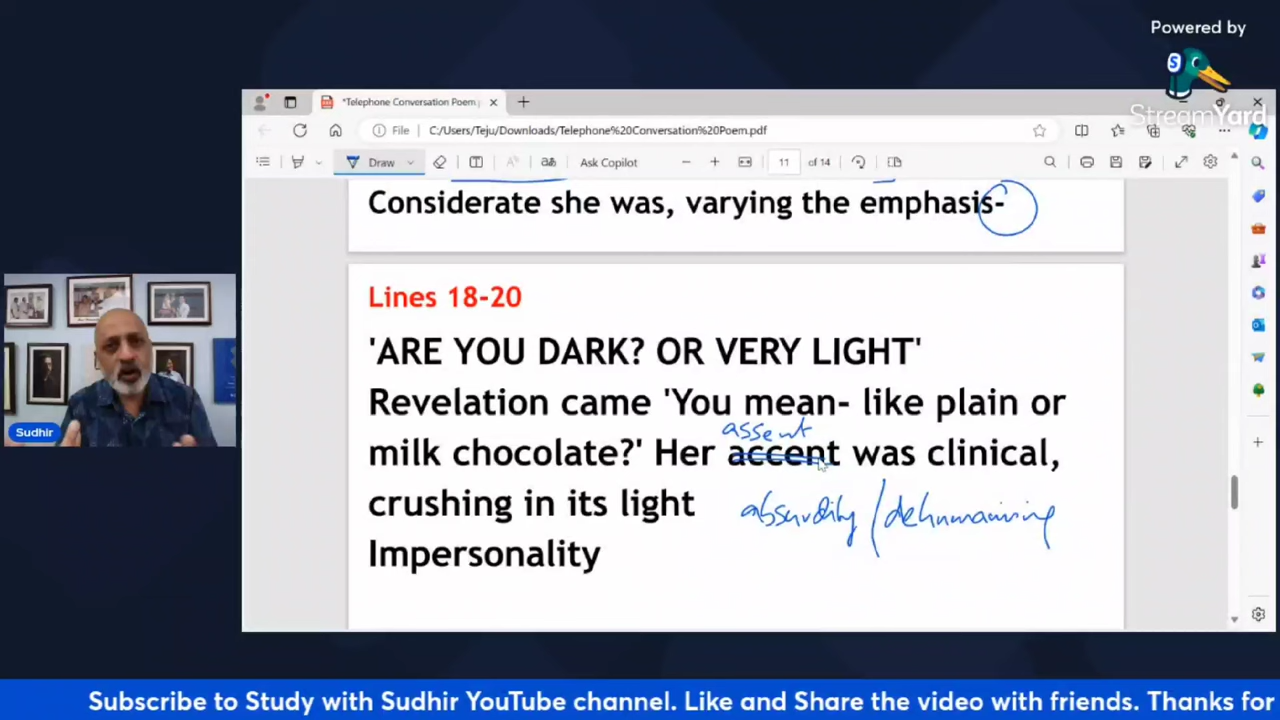 Powered by
StreamYard
*Telephone Conversation Poem.p
File C:/Users/Teju/Downloads/Telephone%20Conversation%20Poem.pdf
Draw Ask Copilot 11 of 14
Considerate she was, varying the emphasis-
Lines 18-20
'ARE YOU DARK? OR VERY LIGHT'
Revelation came 'You mean- like plain or
assent
milk chocolate?' Her accent was clinical,
crushing in its light
absurdity / dehumanising
Impersonality
Sudhir
Subscribe to Study with Sudhir YouTube channel. Like and Share the video with friends. Thanks for